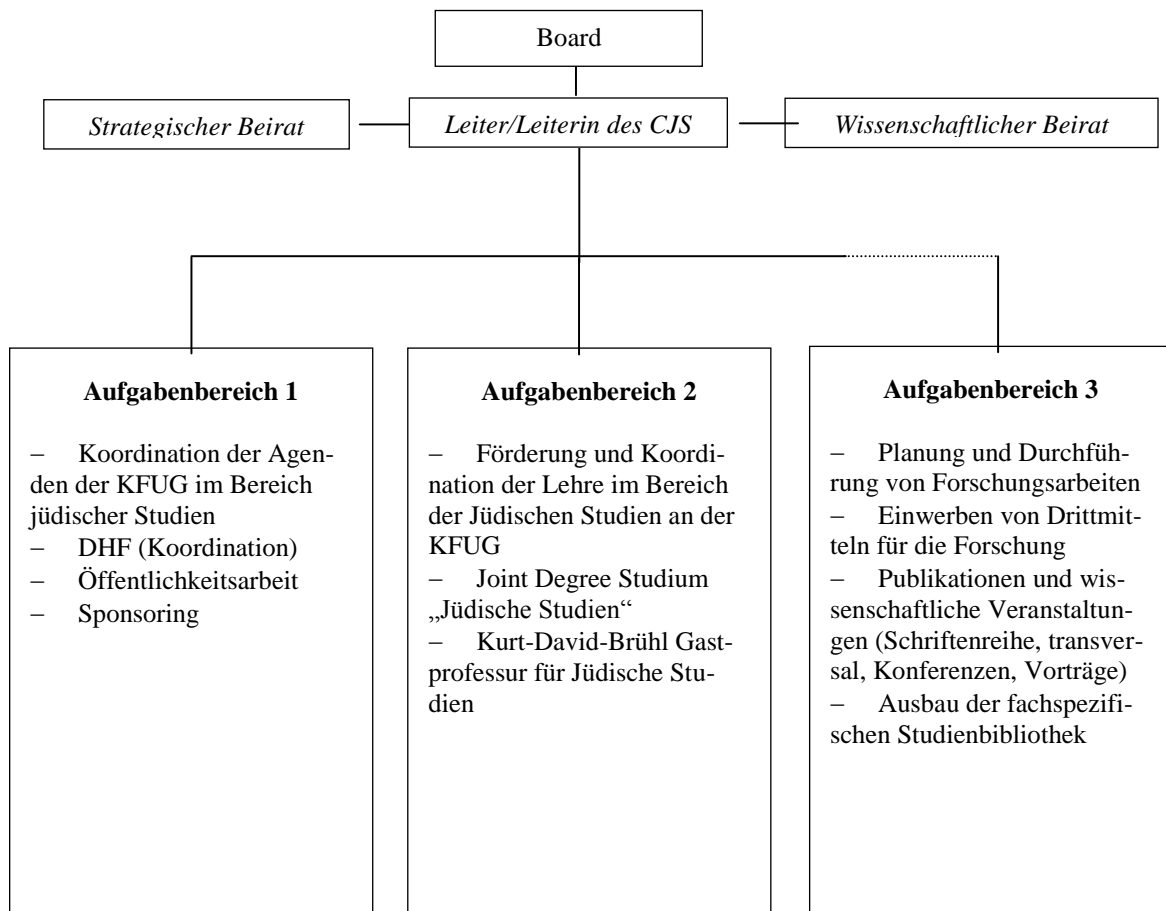 Board
Strategischer Beirat
Leiter/Leiterin des CJS
Wissenschaftlicher Beirat
Aufgabenbereich 1
– Koordination der Agen-
den der KFUG im Bereich
jüdischer Studien
– DHF (Koordination)
– Öffentlichkeitsarbeit
– Sponsoring
Aufgabenbereich 2
– Förderung und Koordi-
nation der Lehre im Bereich
der Jüdischen Studien an der
KFUG
– Joint Degree Studium
„Jüdische Studien“
– Kurt-David-Brühl Gast-
professur für Jüdische Stu-
dien
Aufgabenbereich 3
– Planung und Durchfüh-
rung von Forschungsarbeiten
– Einwerben von Drittmit-
teln für die Forschung
– Publikationen und wis-
senschaftliche Veranstaltun-
gen (Schriftenreihe, transver-
sal, Konferenzen, Vorträge)
– Ausbau der fachspezifi-
schen Studienbibliothek